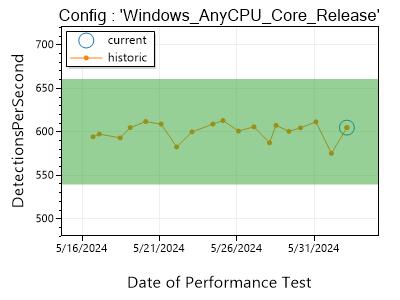 Config : 'Windows_AnyCPU_Core_Release'
current
historic
DetectionsPerSecond
700
650
600
550
500
5/16/2024 5/21/2024 5/26/2024 5/31/2024
Date of Performance Test